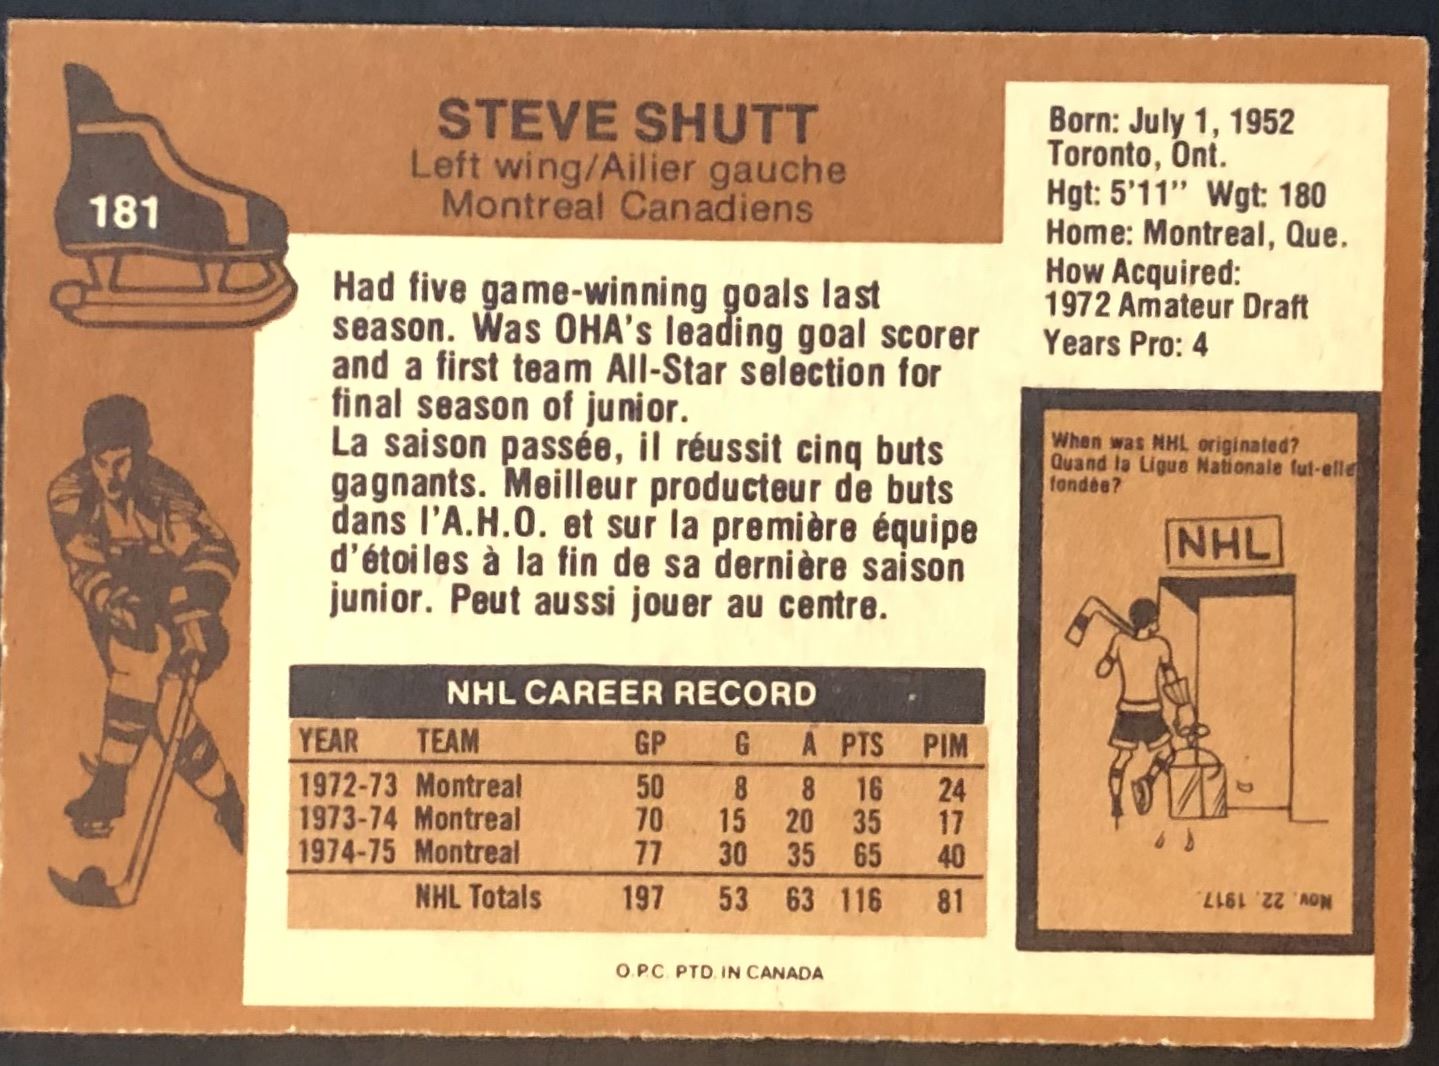 181
STEVE SHUTT
Left wing/Ailier gauche
Montreal Canadiens
Born: July 1, 1952
Toronto, Ont.
Hgt: 5'11" Wgt: 180
Home: Montreal, Que.
How Acquired:
1972 Amateur Draft
Years Pro: 4
Had five game-winning goals last
season. Was OHA's leading goal scorer
and a first team All-Star selection for
final season of junior.
La saison passée, il réussit cinq buts
gagnants. Meilleur producteur de buts
dans l'A.H.O. et sur la première équipe
d'étoiles à la fin de sa dernière saison
junior. Peut aussi jouer au centre.
When was NHL originated?
Quand la Ligue Nationale fut-elle
fondée?
NHL
Nov. 22, 1917.
NHL CAREER RECORD
YEAR TEAM GP G A PTS PIM
1972-73 Montreal 50 8 8 16 24
1973-74 Montreal 70 15 20 35 17
1974-75 Montreal 77 30 35 65 40
NHL Totals 197 53 63 116 81
O.P.C. PTD. IN CANADA